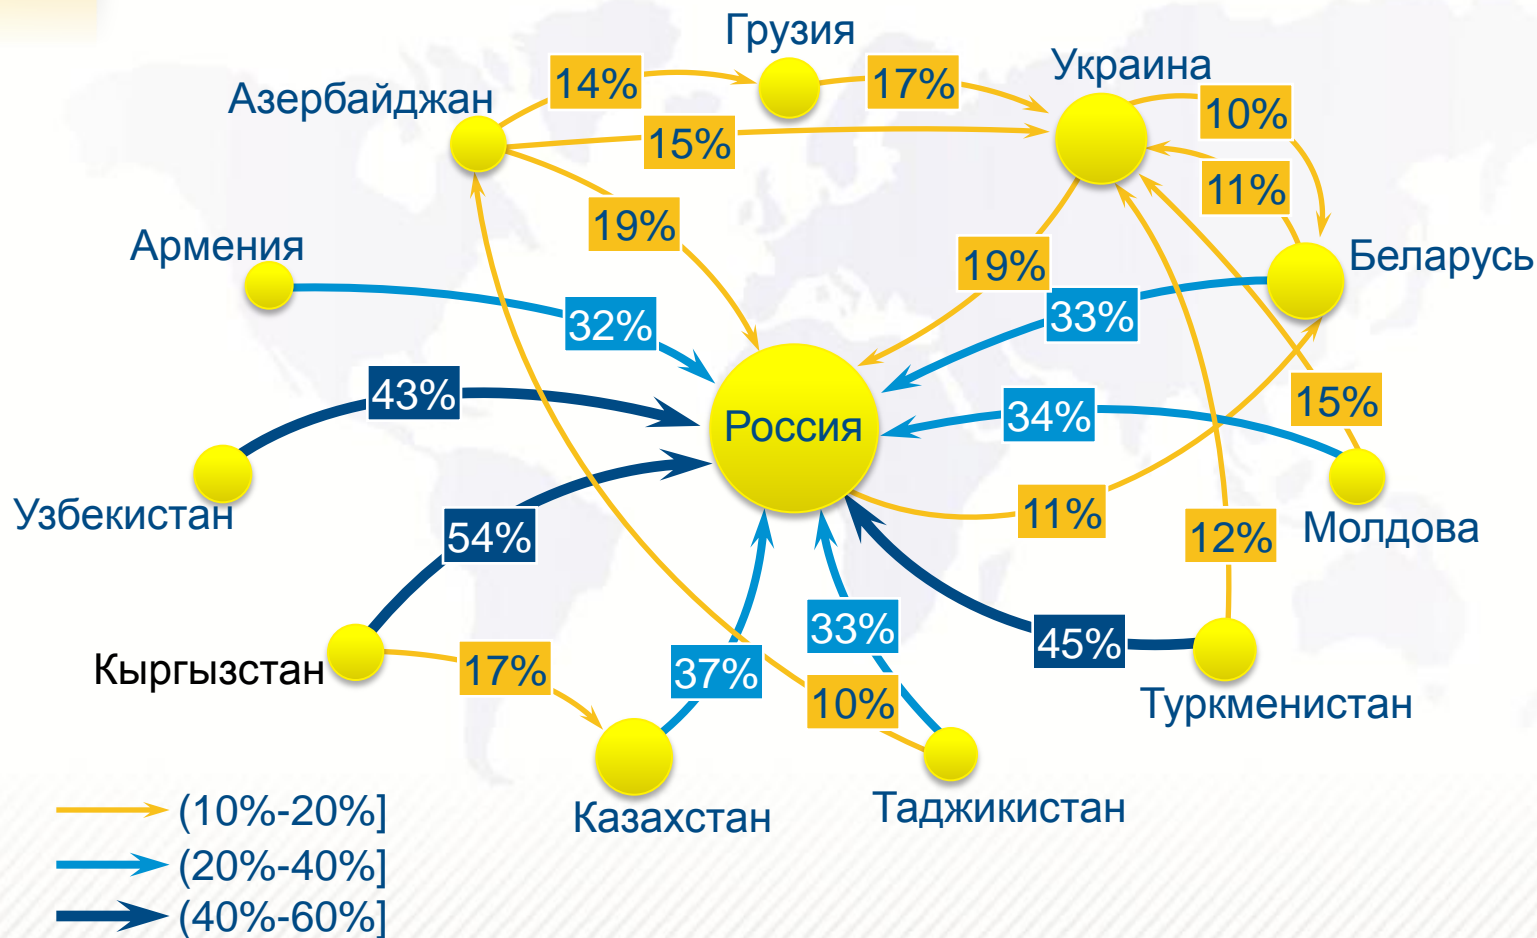 Грузия
Украина
Азербайджан
14%
17%
10%
15%
11%
19%
Армения
19%
Беларусь
32%
33%
43%
15%
34%
Россия
Узбекистан
11%
54%
12%
Молдова
33%
45%
Кыргызстан
17%
37%
10%
Туркменистан
Казахстан
Таджикистан
(10%-20%]
(20%-40%]
(40%-60%]